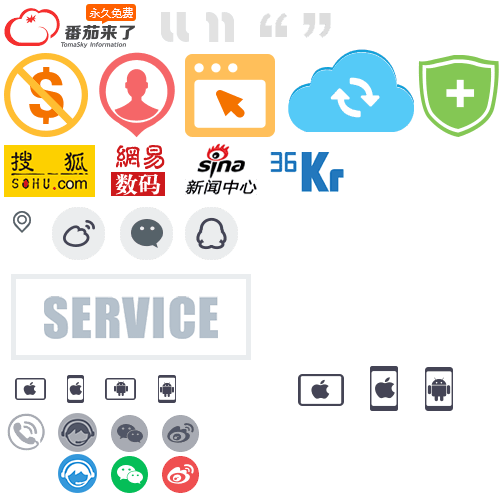 永久免费
番茄来了
TomaSky Information
搜狐
SOHU.com
網易
数码
sina
新闻中心
36Kr
SERVICE